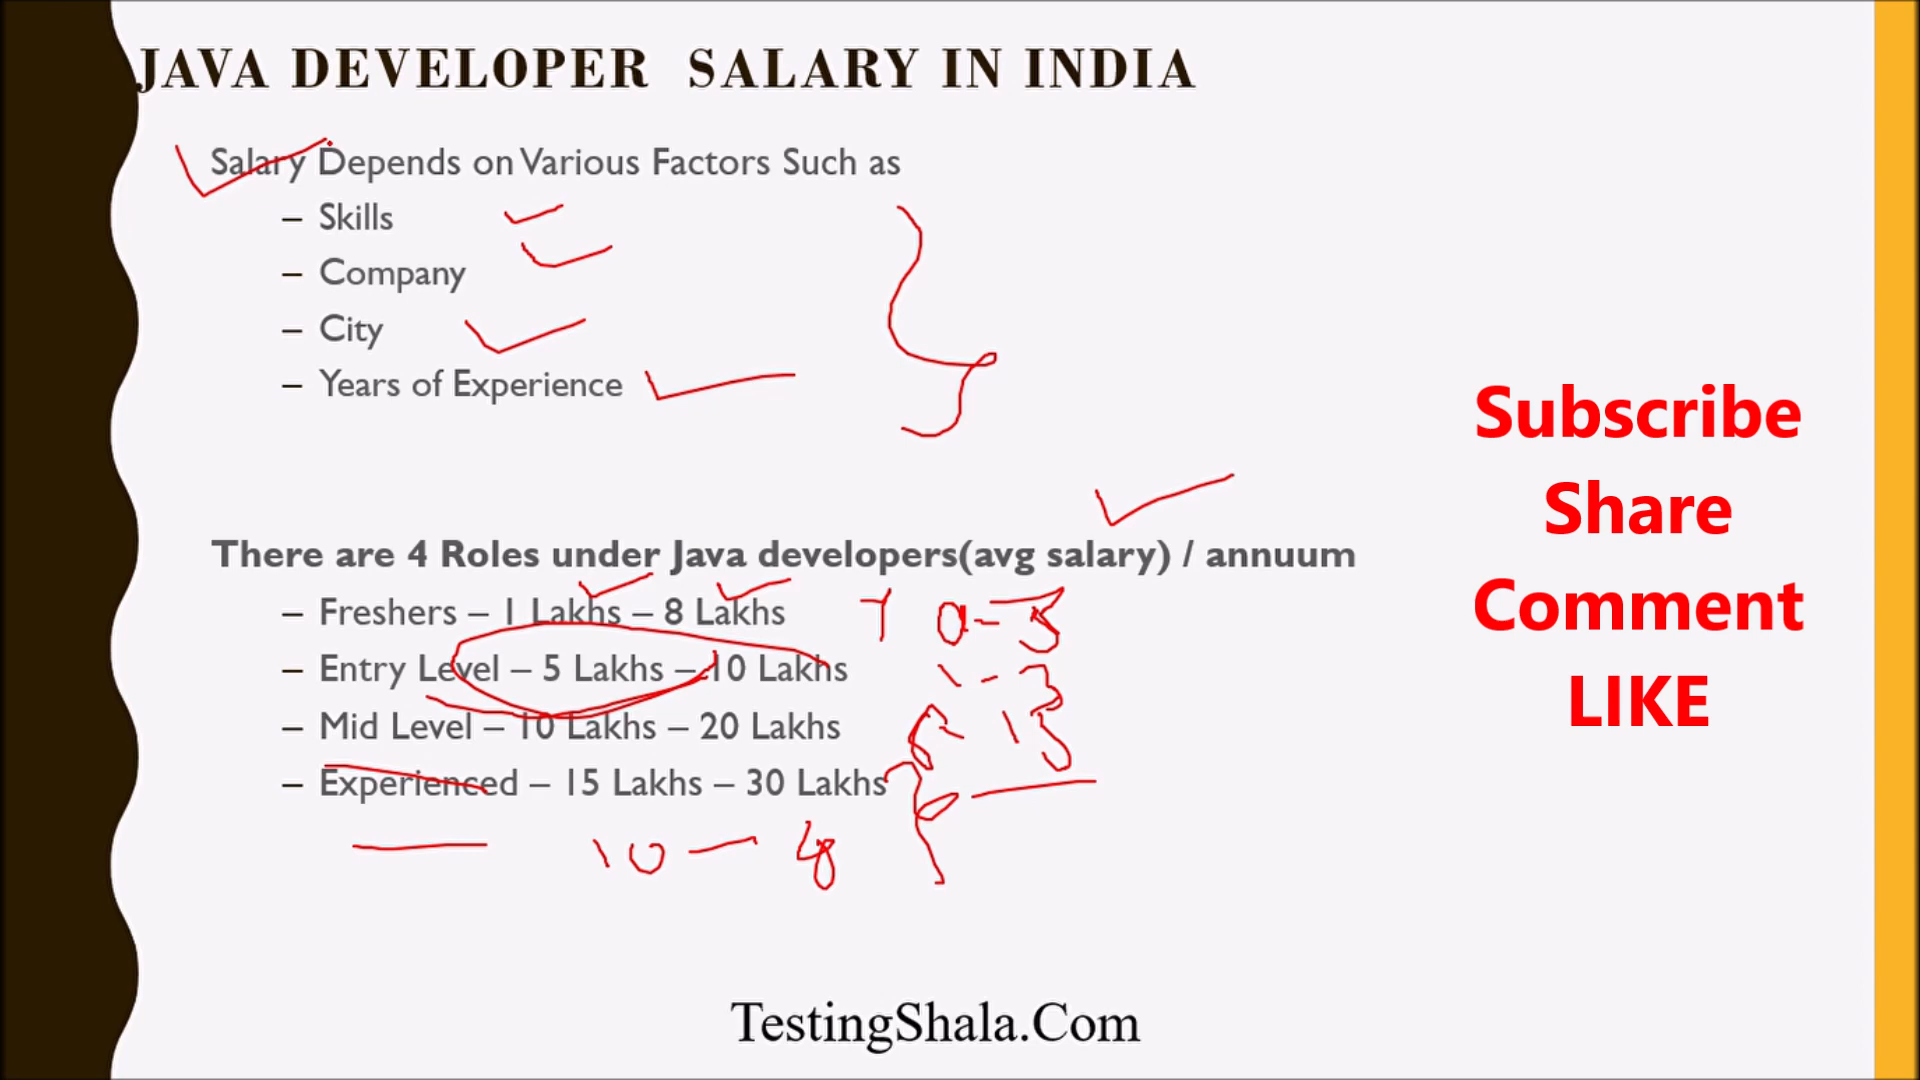 JAVA DEVELOPER SALARY IN INDIA
Salary Depends on Various Factors Such as
– Skills
– Company
– City
– Years of Experience
There are 4 Roles under Java developers(avg salary) / annuum
– Freshers – 1 Lakhs – 8 Lakhs
– Entry Level – 5 Lakhs – 10 Lakhs
– Mid Level – 10 Lakhs – 20 Lakhs
– Experienced – 15 Lakhs – 30 Lakhs
Subscribe
Share
Comment
LIKE
TestingShala.Com